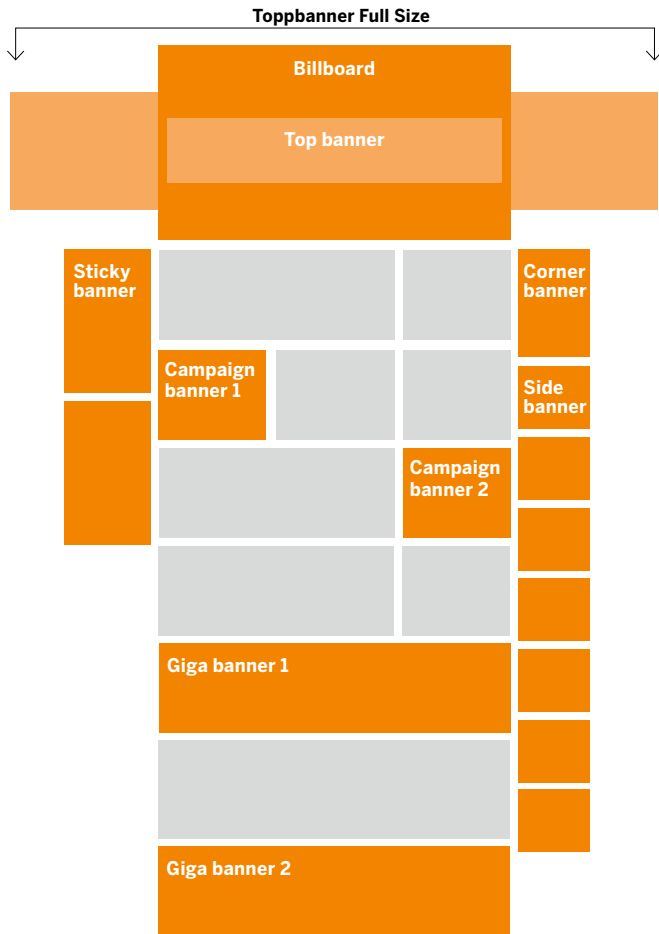 Toppbanner Full Size
Billboard
Top banner
Sticky
banner
Corner
banner
Campaign
banner 1
Side
banner
Campaign
banner 2
Giga banner 1
Giga banner 2